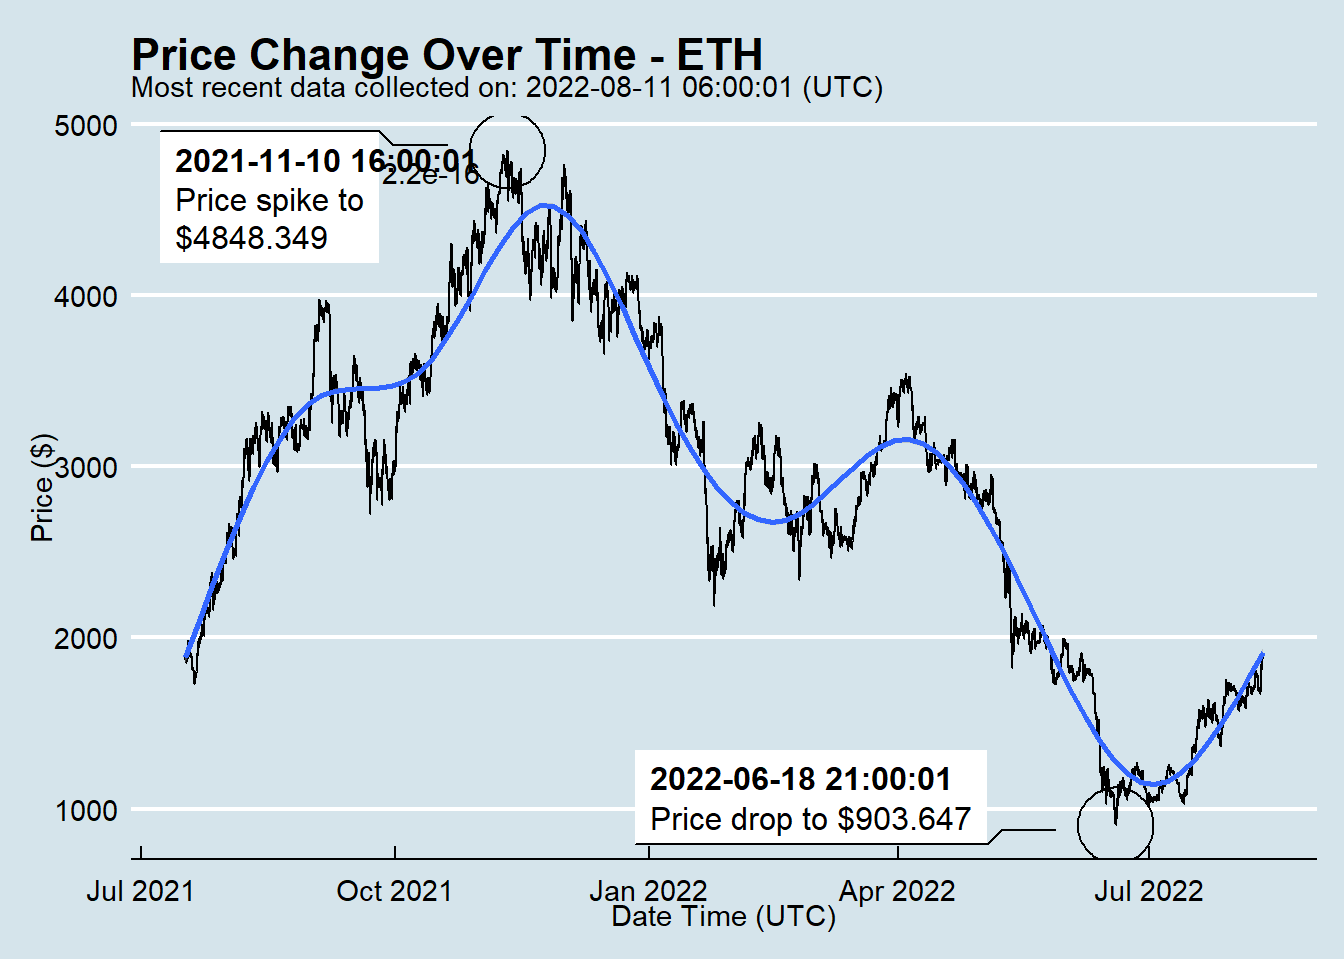 Price Change Over Time - ETH
Most recent data collected on: 2022-08-11 06:00:01 (UTC)
5000
4000
3000
2000
1000
Price ($)
2021-11-10 16:00:01
2.2e-16
Price spike to
$4848.349
2022-06-18 21:00:01
Price drop to $903.647
Jul 2021
Oct 2021
Jan 2022
Apr 2022
Jul 2022
Date Time (UTC)